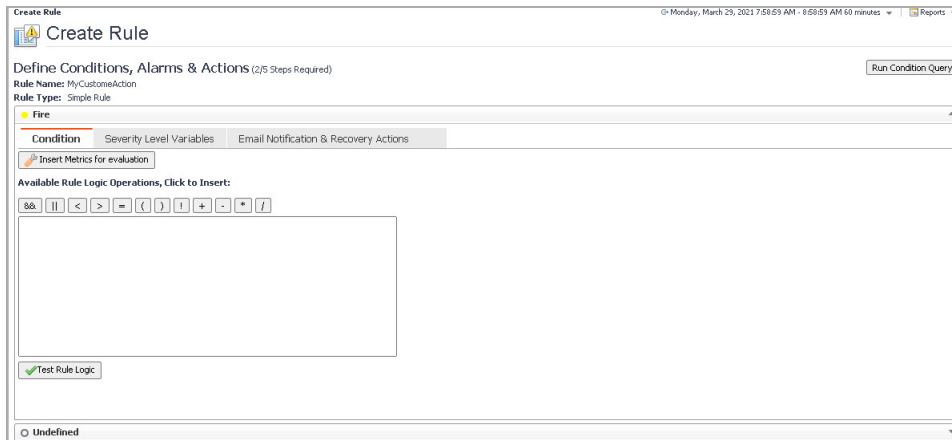 Create Rule
Monday, March 29, 2021 7:58:59 AM - 8:58:59 AM 60 minutes
Reports
Create Rule
Define Conditions, Alarms & Actions (2/5 Steps Required)
Run Condition Query
Rule Name: MyCustomeAction
Rule Type: Simple Rule
Fire
Condition Severity Level Variables Email Notification & Recovery Actions
Insert Metrics for evaluation
Available Rule Logic Operations, Click to Insert:
&& || < > = ( ) ! + - * /
Test Rule Logic
Undefined